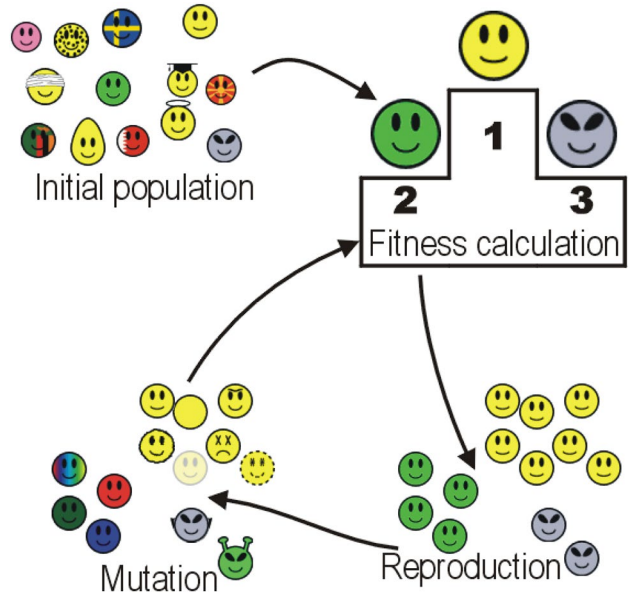 Initial population
1
2
3
Fitness calculation
Mutation
Reproduction